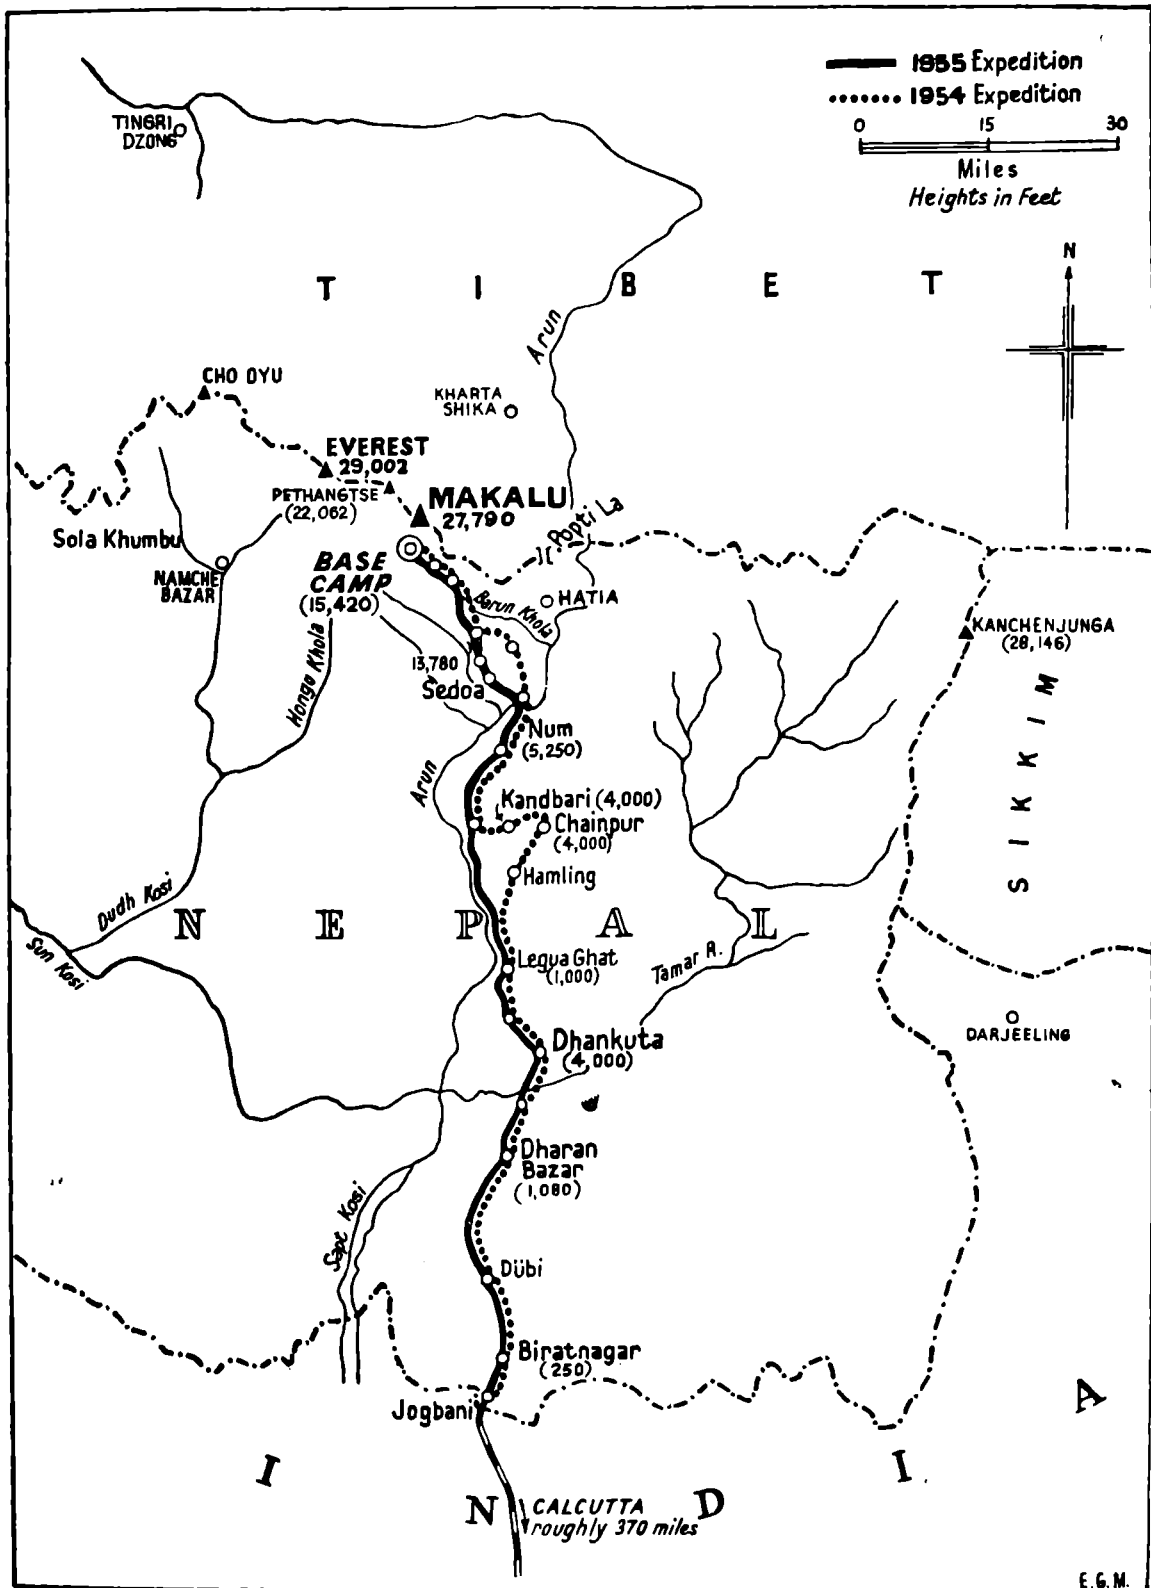 1955 Expedition
1954 Expedition
0 15 30
Miles
Heights in Feet
N
TINGRI
DZONG
T I B E T
Arun
CHO OYU
KHARTA
SHIKA
EVEREST
29,002
PETHANGTSE
(22,062)
MAKALU
27,790
Popti La
Sola Khumbu
NAMCHE
BAZAR
BASE
CAMP
(15,420)
Barun Khola
HATIA
KANCHENJUNGA
(28,146)
Hongo Khola
13,780
Sedoa
Num
(5,250)
SIKKIM
Arun
Kandbari (4,000)
Chainpur
(4,000)
Hamling
Dudh Kosi
Sun Kosi
N E P A L
Legua Ghat
(1,000)
Tamar R.
DARJEELING
Dhankuta
(4,000)
Dharan
Bazar
(1,080)
Sapt Kosi
Dübi
Biratnagar
(250)
Jogbani
I N D I A
CALCUTTA
roughly 370 miles
E.G.M.